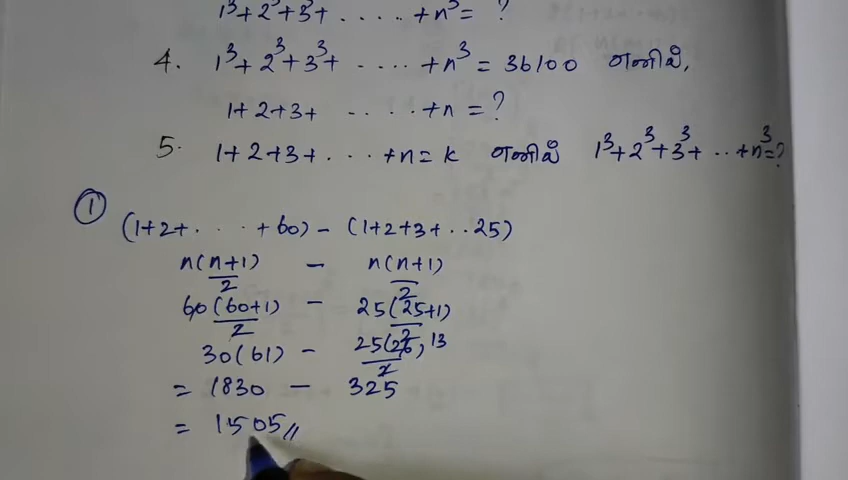 1³+2³+3³+ . . . . . +n³= ?
4. 1³+2³+3³+ . . . . . +n³ = 36100 எனில்,
1+2+3+ . . . . . +n = ?
5. 1+2+3+ . . . +n = k எனில் 1³+2³+3³+ . . +n³=?
① (1+2+ . . . . +60) – (1+2+3+ . . 25)
n(n+1)/2 – n(n+1)/2
60(60+1)/2 – 25(25+1)/2
30(61) – 25(26)/2 13
= 1830 – 325
= 1505//